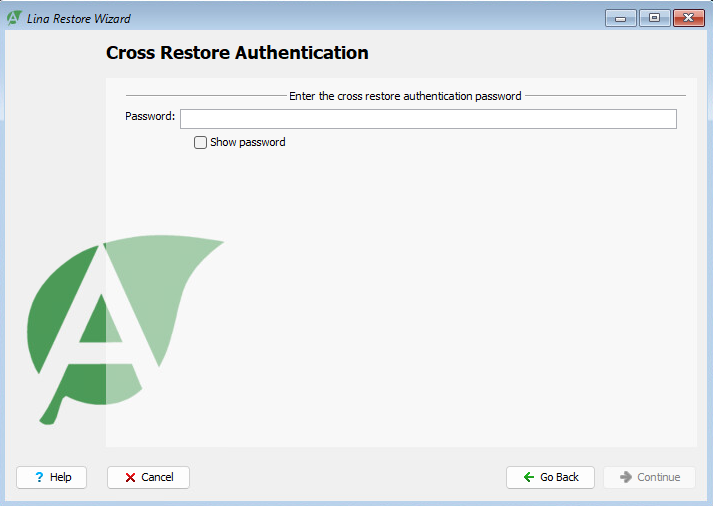 Lina Restore Wizard
Cross Restore Authentication
Enter the cross restore authentication password
Password:
Show password
? Help
Cancel
Go Back
Continue